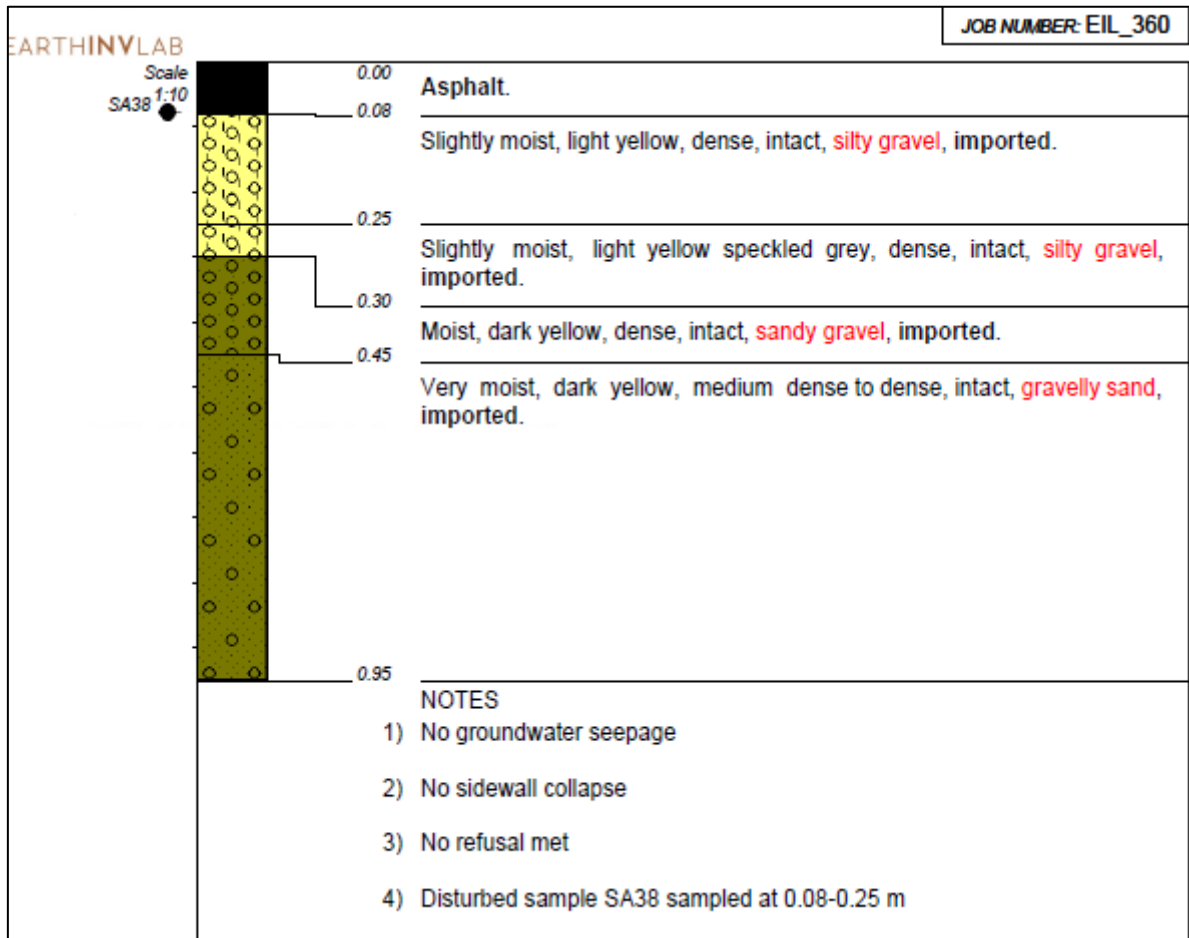 JOB NUMBER: EIL_360
EARTHINVLAB
Scale
1:10
SA38
0.00
Asphalt.
0.08
Slightly moist, light yellow, dense, intact, silty gravel, imported.
0.25
Slightly moist, light yellow speckled grey, dense, intact, silty gravel,
imported.
0.30
Moist, dark yellow, dense, intact, sandy gravel, imported.
0.45
Very moist, dark yellow, medium dense to dense, intact, gravelly sand,
imported.
0.95
NOTES
1) No groundwater seepage
2) No sidewall collapse
3) No refusal met
4) Disturbed sample SA38 sampled at 0.08-0.25 m